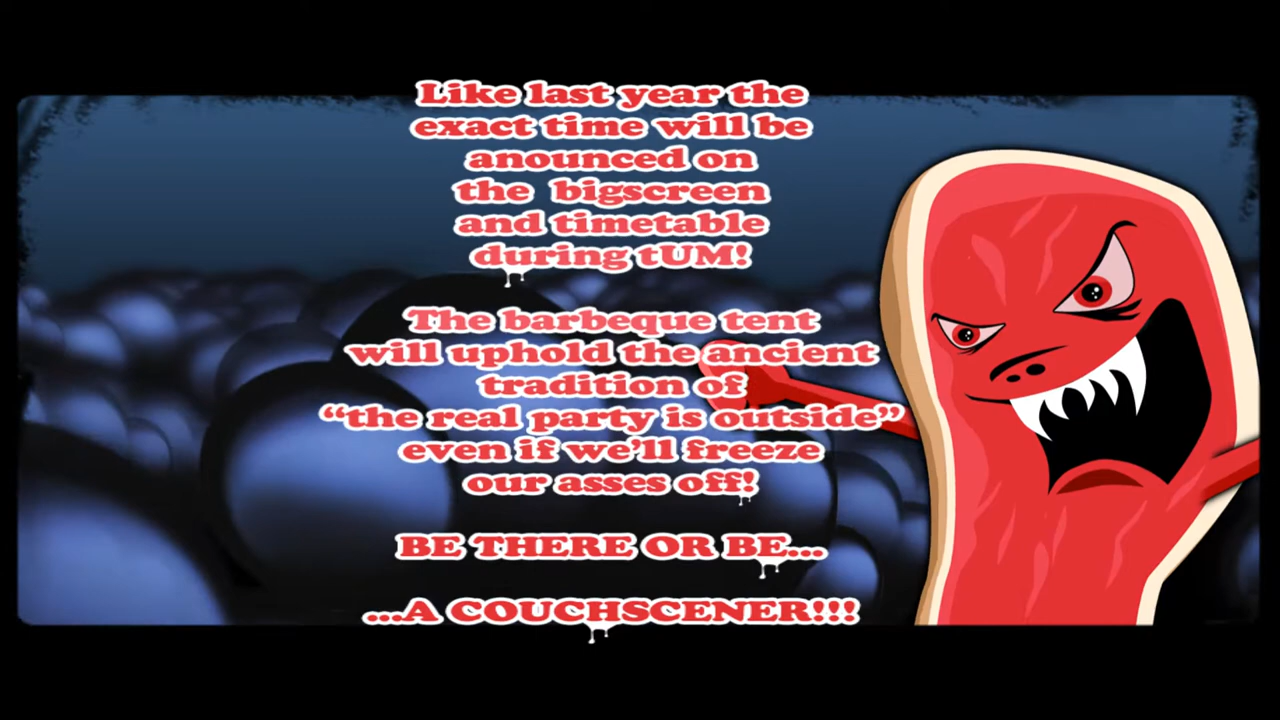 Like last year the
exact time will be
anounced on
the bigscreen
and timetable
during tUM!
The barbeque tent
will uphold the ancient
tradition of
“the real party is outside”
even if we'll freeze
our asses off!
BE THERE OR BE...
...A COUCHSCENER!!!